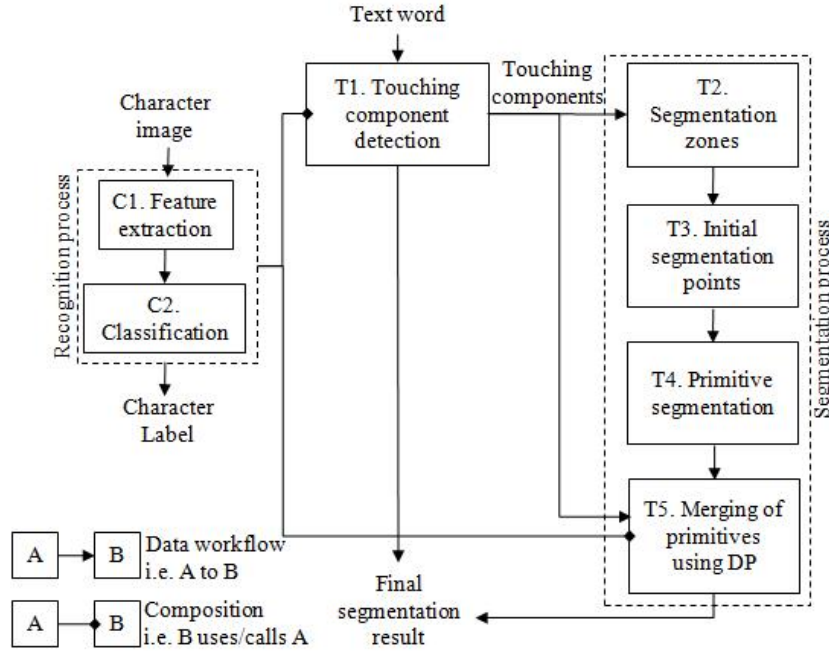 Text word
T1. Touching
component
detection
Touching
components
T2.
Segmentation
zones
Character
image
C1. Feature
extraction
C2.
Classification
Recognition process
Character
Label
T3. Initial
segmentation
points
T4. Primitive
segmentation
T5. Merging of
primitives
using DP
Segmentation process
A
B
Data workflow
i.e. A to B
A
B
Composition
i.e. B uses/calls A
Final
segmentation
result